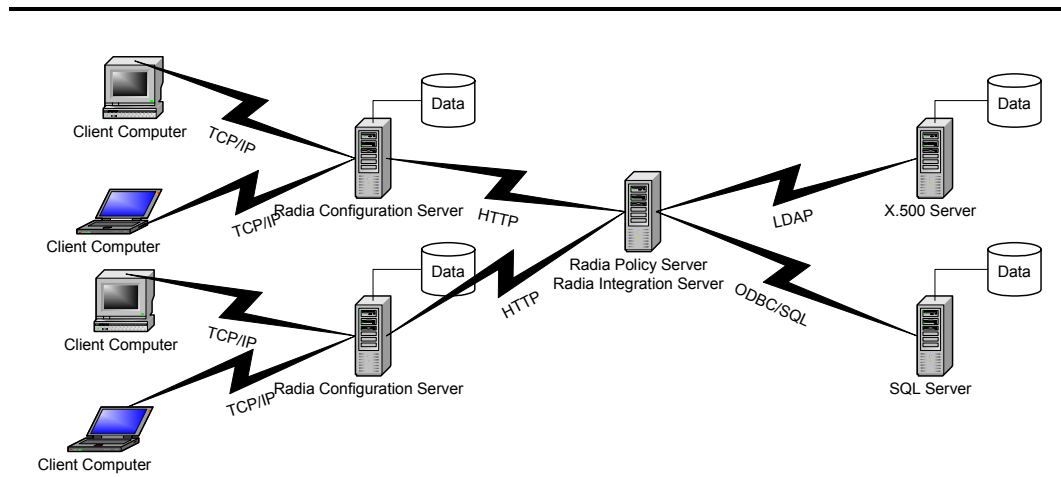 Data
Data
Client Computer
TCP/IP
Radia Configuration Server
HTTP
LDAP
X.500 Server
TCP/IP
Client Computer
Radia Policy Server
Radia Integration Server
Data
Data
HTTP
ODBC/SQL
TCP/IP
Client Computer
Radia Configuration Server
SQL Server
TCP/IP
Client Computer